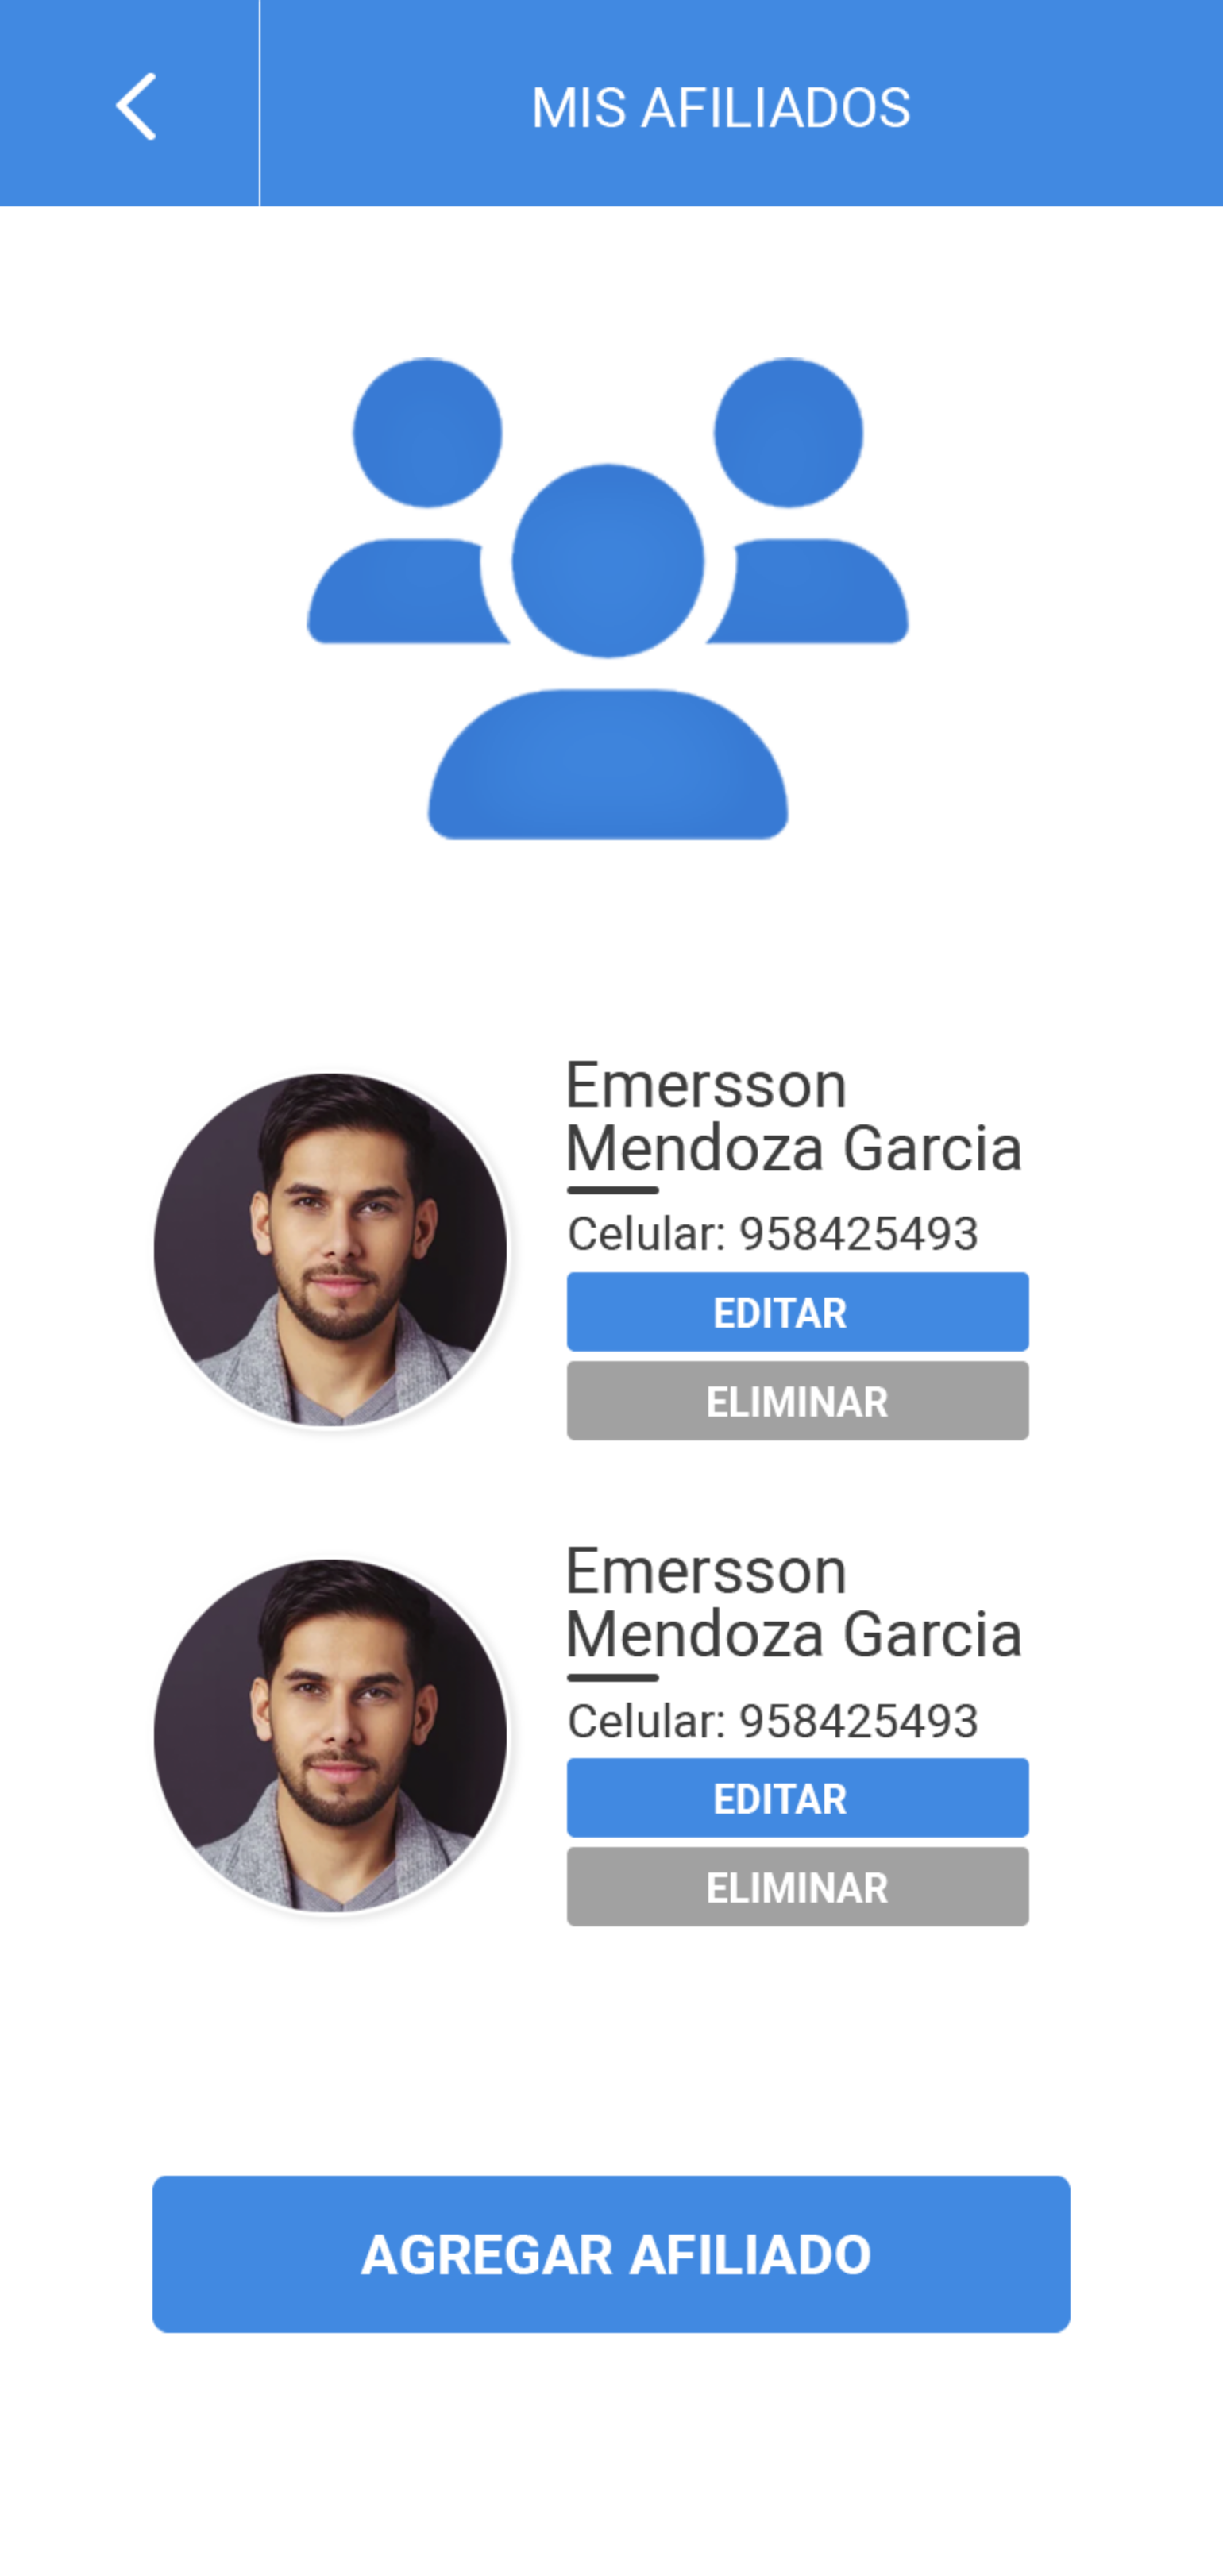 MIS AFILIADOS
Emersson
Mendoza Garcia
Celular: 958425493
EDITAR
ELIMINAR
Emersson
Mendoza Garcia
Celular: 958425493
EDITAR
ELIMINAR
AGREGAR AFILIADO